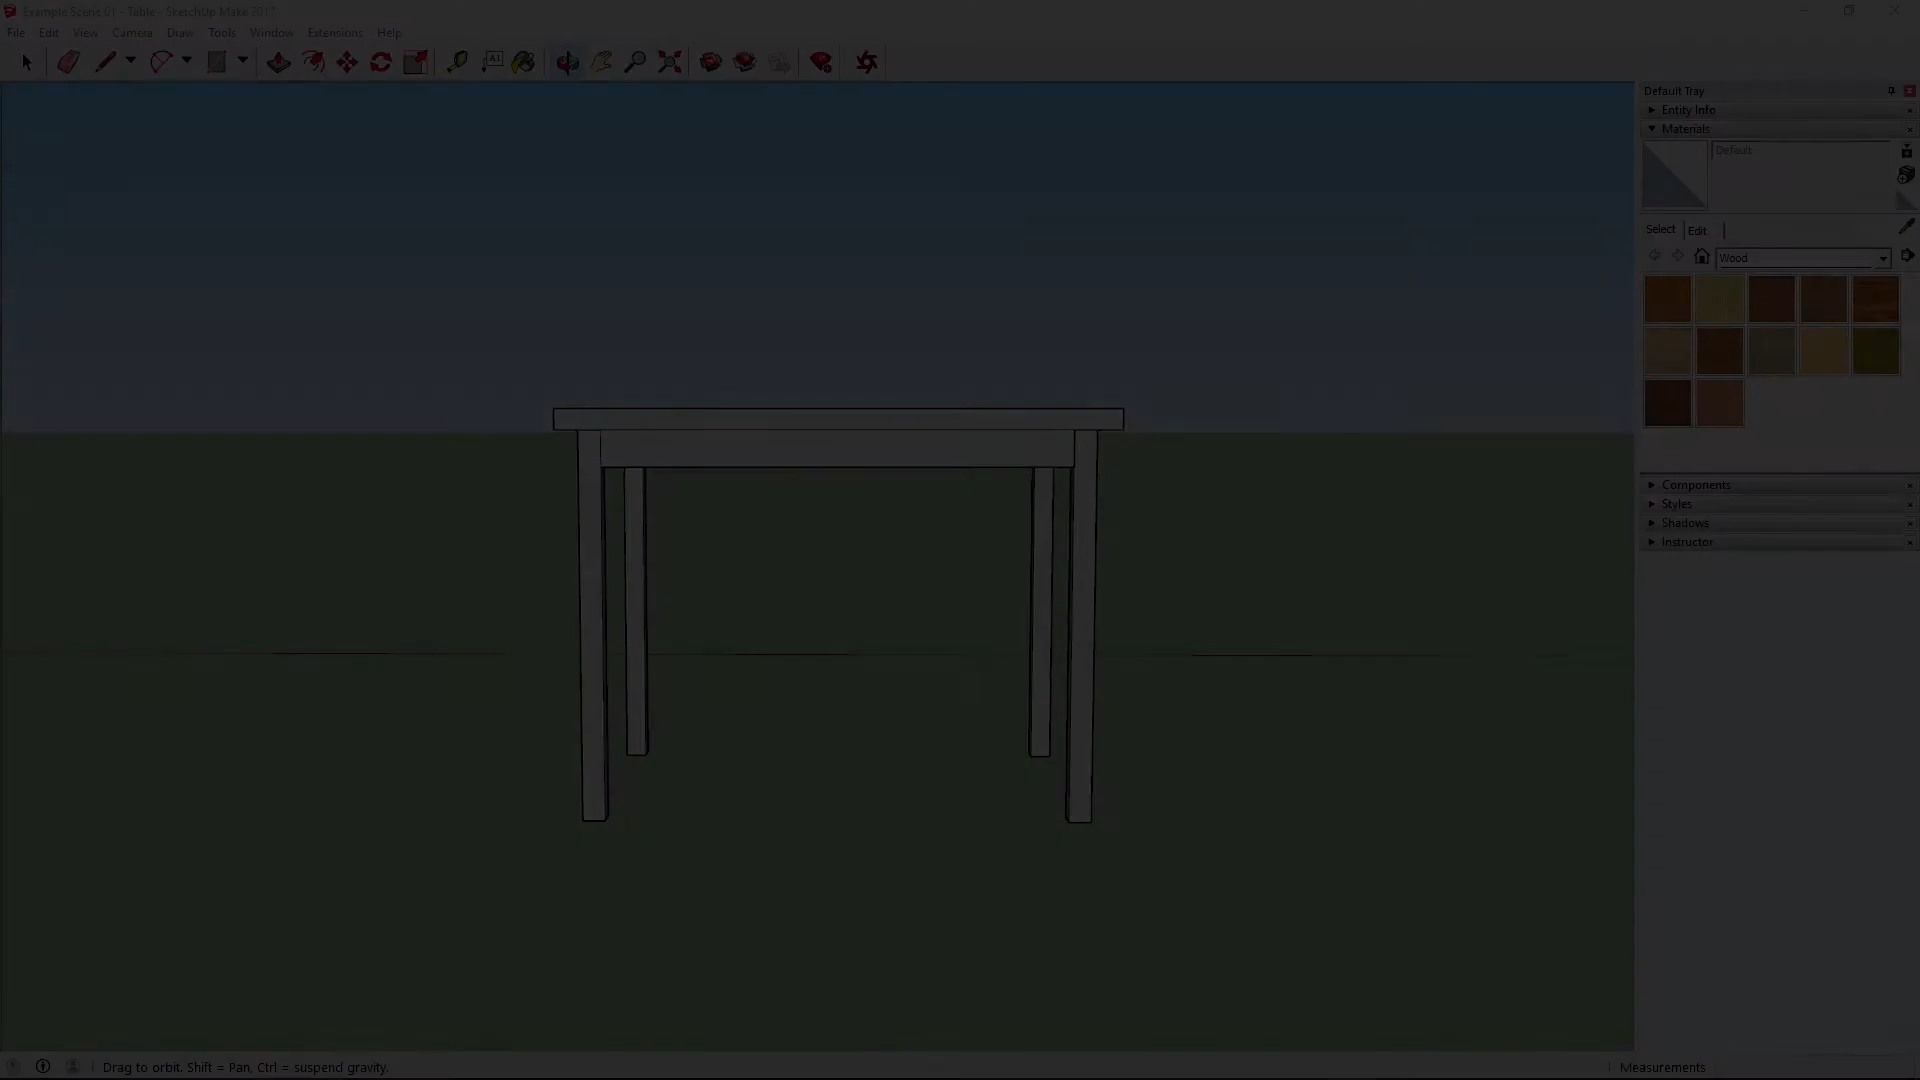 Example Scene 01 - Table - SketchUp Make 2017
File Edit View Camera Draw Tools Window Extensions Help
A1
Default Tray
Entity Info
Materials
Default
Select Edit
Wood
Components
Styles
Shadows
Instructor
Drag to orbit. Shift = Pan, Ctrl = suspend gravity.
Measurements